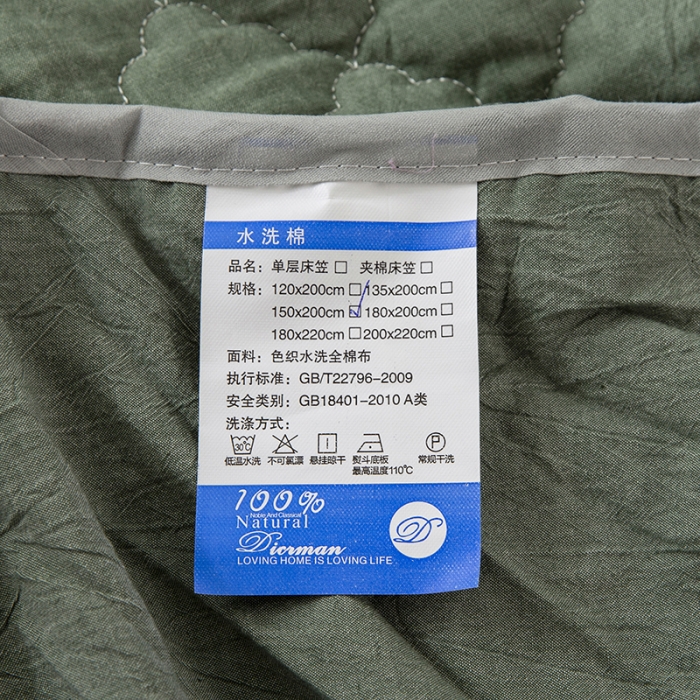 水洗棉
品名：单层床笠□ 夹棉床笠□
规格：120x200cm□ 135x200cm□
150x200cm☑ 180x200cm□
180x220cm□ 200x220cm□
面料：色织水洗全棉布
执行标准：GB/T22796-2009
安全类别：GB18401-2010 A类
洗涤方式：
30℃ P
低温水洗 不可氯漂 悬挂晾干 熨斗底板 常规干洗
最高温度110℃
100%
Noble And Classical
Natural
Dicrman
D
LOVING HOME IS LOVING LIFE